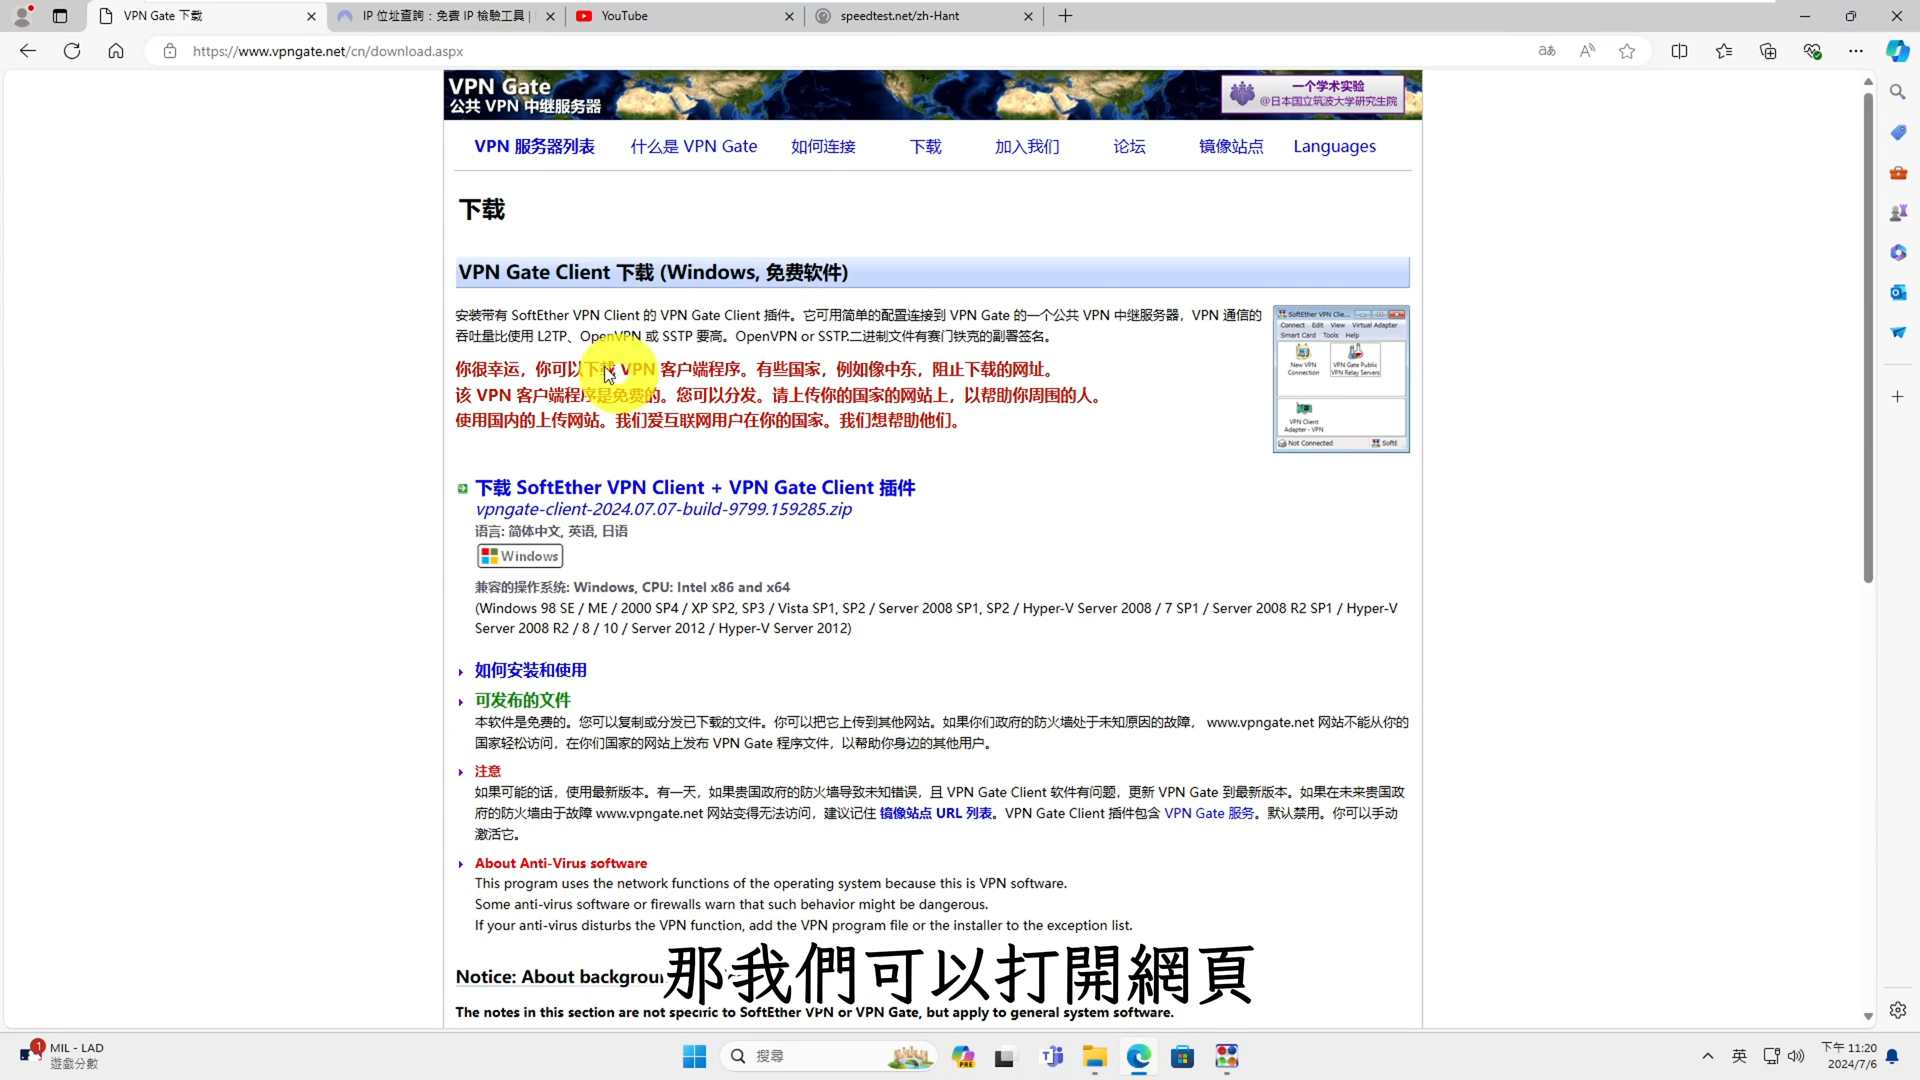 VPN Gate 下载
IP 位址查詢：免費 IP 檢驗工具 |
YouTube
speedtest.net/zh-Hant
https://www.vpngate.net/cn/download.aspx
VPN Gate
公共 VPN 中继服务器
一个学术实验
@日本国立筑波大学研究生院
VPN 服务器列表 什么是 VPN Gate 如何连接 下载 加入我们 论坛 镜像站点 Languages
下载
VPN Gate Client 下载 (Windows, 免费软件)
安装带有 SoftEther VPN Client 的 VPN Gate Client 插件。它可用简单的配置连接到 VPN Gate 的一个公共 VPN 中继服务器，VPN 通信的
吞吐量比使用 L2TP、OpenVPN 或 SSTP 要高。OpenVPN or SSTP二进制文件有赛门铁克的副署签名。
SoftEther VPN Clie...
Connect Edit View Virtual Adapter
Smart Card Tools Help
New VPN
Connection
VPN Gate Public
VPN Relay Servers
VPN Client
Adapter - VPN
Not Connected SoftE
你很幸运，你可以下载 VPN 客户端程序。有些国家，例如像中东，阻止下载的网址。
该 VPN 客户端程序是免费的。您可以分发。请上传你的国家的网站上，以帮助你周围的人。
使用国内的上传网站。我们爱互联网用户在你的国家。我们想帮助他们。
下载 SoftEther VPN Client + VPN Gate Client 插件
vpngate-client-2024.07.07-build-9799.159285.zip
语言: 简体中文, 英语, 日语
Windows
兼容的操作系统: Windows, CPU: Intel x86 and x64
(Windows 98 SE / ME / 2000 SP4 / XP SP2, SP3 / Vista SP1, SP2 / Server 2008 SP1, SP2 / Hyper-V Server 2008 / 7 SP1 / Server 2008 R2 SP1 / Hyper-V
Server 2008 R2 / 8 / 10 / Server 2012 / Hyper-V Server 2012)
如何安装和使用
可发布的文件
本软件是免费的。您可以复制或分发已下载的文件。你可以把它上传到其他网站。如果你们政府的防火墙处于未知原因的故障， www.vpngate.net 网站不能从你的
国家轻松访问，在你们国家的网站上发布 VPN Gate 程序文件，以帮助你身边的其他用户。
注意
如果可能的话，使用最新版本。有一天，如果贵国政府的防火墙导致未知错误，且 VPN Gate Client 软件有问题，更新 VPN Gate 到最新版本。如果在未来贵国政
府的防火墙由于故障 www.vpngate.net 网站变得无法访问，建议记住 镜像站点 URL 列表。VPN Gate Client 插件包含 VPN Gate 服务。默认禁用。你可以手动
激活它。
About Anti-Virus software
This program uses the network functions of the operating system because this is VPN software.
Some anti-virus software or firewalls warn that such behavior might be dangerous.
If your anti-virus disturbs the VPN function, add the VPN program file or the installer to the exception list.
Notice: About backgrou
那我們可以打開網頁
The notes in this section are not specific to SoftEther VPN or VPN Gate, but apply to general system software.
1
MIL - LAD
遊戲分數
搜尋
PRE
英
下午 11:20
2024/7/6